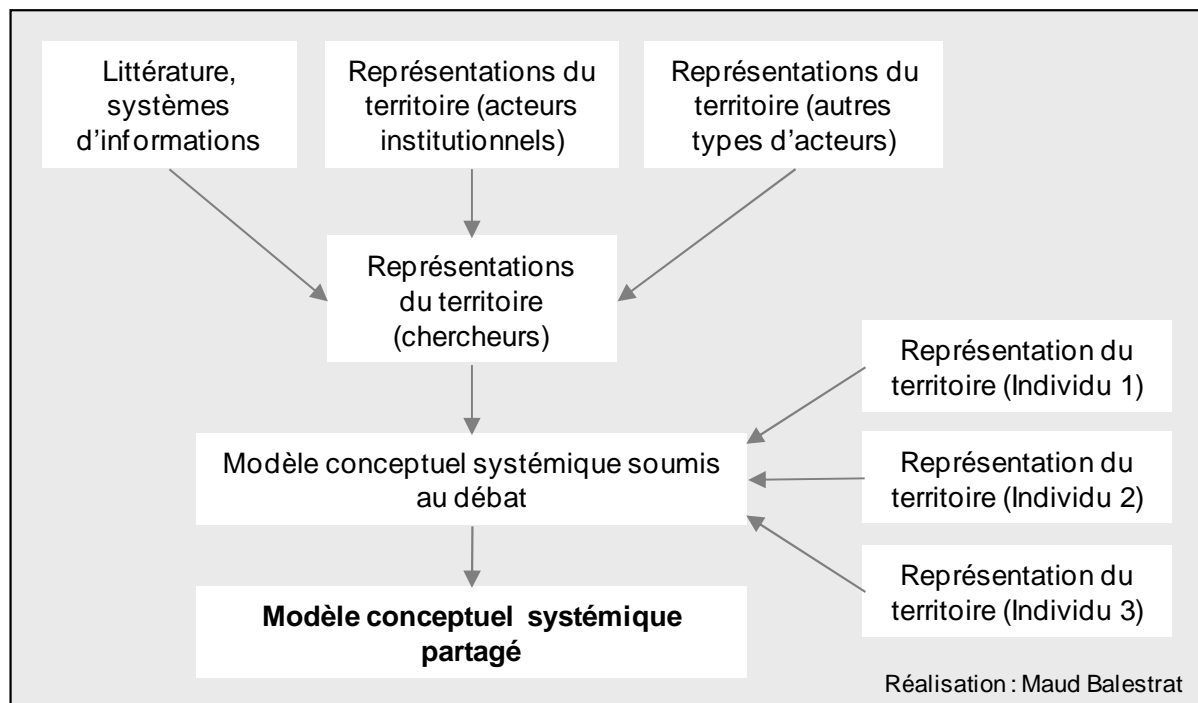 Littérature,
systèmes
d'informations
Représentations du
territoire (acteurs
institutionnels)
Représentations du
territoire (autres
types d'acteurs)
Représentations
du territoire
(chercheurs)
Représentation du
territoire (Individu 1)
Modèle conceptuel systémique soumis
au débat
Représentation du
territoire (Individu 2)
Représentation du
territoire (Individu 3)
Modèle conceptuel systémique
partagé
Réalisation : Maud Balestrat